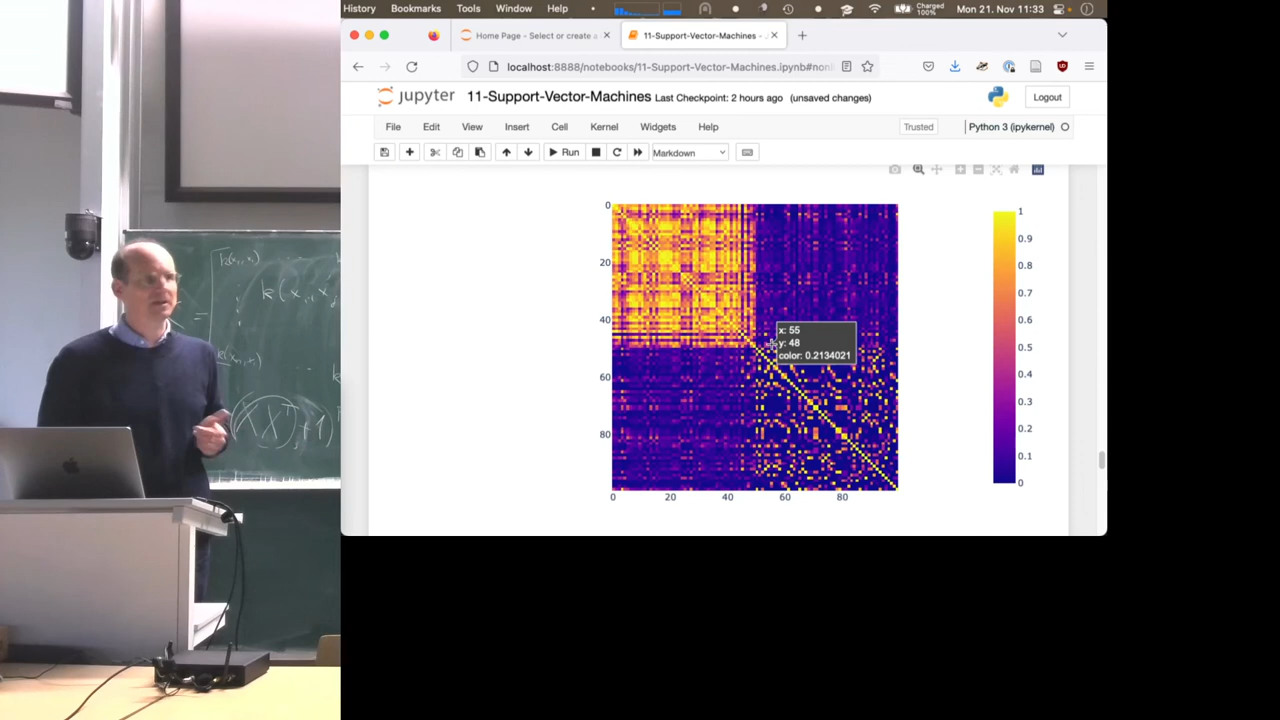 History Bookmarks Tools Window Help Charged 100% Mon 21. Nov 11:33
Home Page - Select or create a
11-Support-Vector-Machines -
localhost:8888/notebooks/11-Support-Vector-Machines.ipynb#nonl
jupyter 11-Support-Vector-Machines Last Checkpoint: 2 hours ago (unsaved changes) Logout
File Edit View Insert Cell Kernel Widgets Help Trusted Python 3 (ipykernel)
Run Markdown
1
0.9
0.8
0.7
0.6
0.5
0.4
0.3
0.2
0.1
0
0
20
40
60
80
x: 55
y: 48
color: 0.2134021
0 20 40 60 80